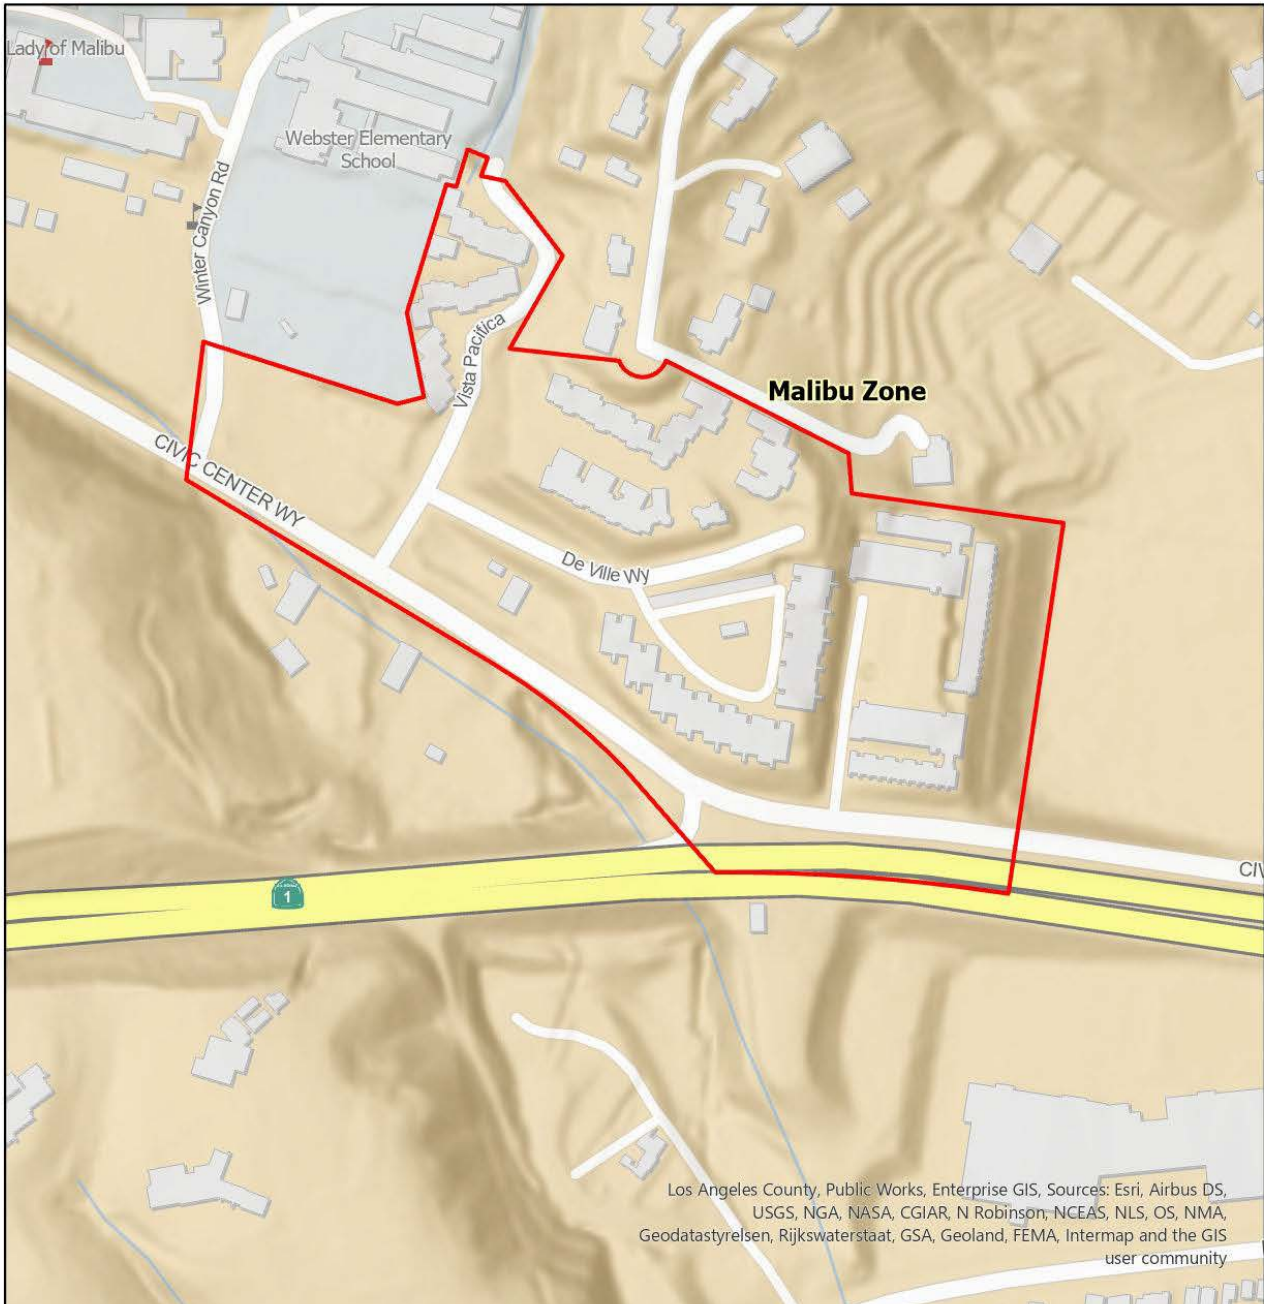 Lady of Malibu
Webster Elementary
School
Winter Canyon Rd
Vista Pacifica
Malibu Zone
CIVIC CENTER WY
De Ville Wy
CIV
1
Los Angeles County, Public Works, Enterprise GIS, Sources: Esri, Airbus DS,
USGS, NGA, NASA, CGIAR, N Robinson, NCEAS, NLS, OS, NMA,
Geodatastyrelsen, Rijkswaterstaat, GSA, Geoland, FEMA, Intermap and the GIS
user community